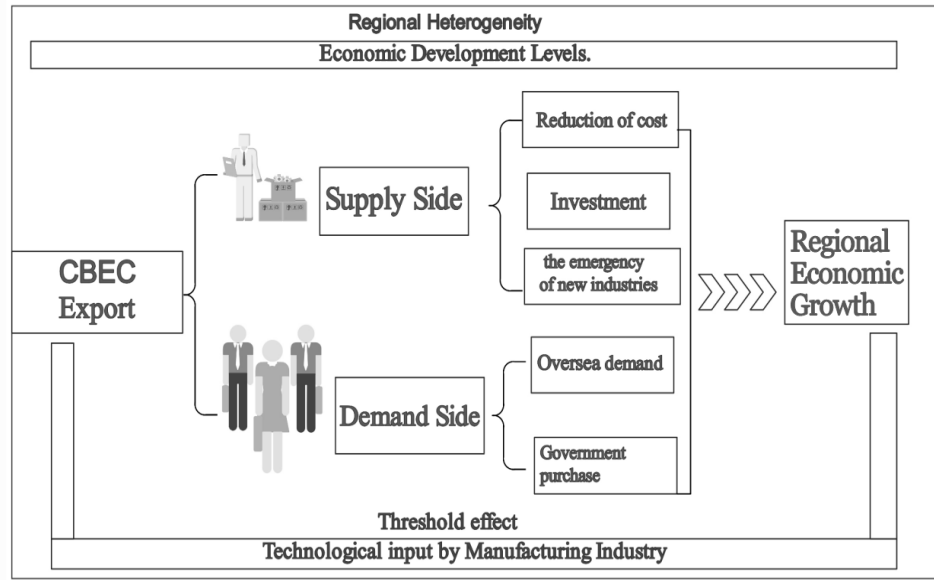 Regional Heterogeneity
Economic Development Levels.
CBEC
Export
Supply Side
Reduction of cost
Investment
the emergency
of new industries
Demand Side
Oversea demand
Government
purchase
Regional
Economic
Growth
Threshold effect
Technological input by Manufacturing Industry